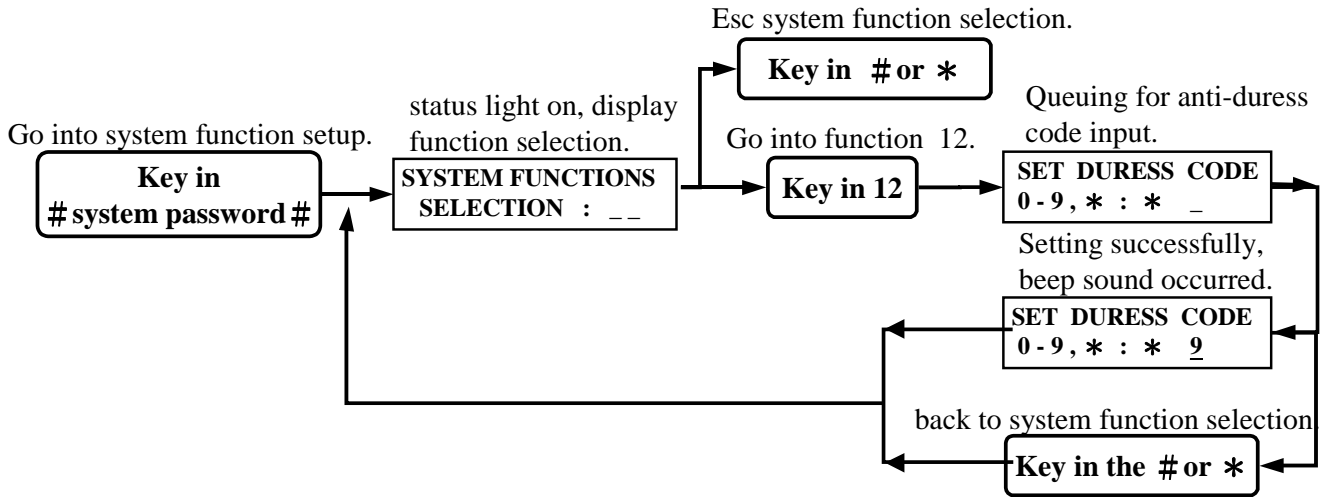 Esc system function selection.
Key in # or *
status light on, display
function selection.
Queuing for anti-duress
code input.
Go into system function setup.
Go into function 12.
Key in
# system password #
SYSTEM FUNCTIONS
SELECTION : _ _
Key in 12
SET DURESS CODE
0 - 9 , * : * _
Setting successfully,
beep sound occurred.
SET DURESS CODE
0 - 9 , * : * 9
back to system function selection.
Key in the # or *